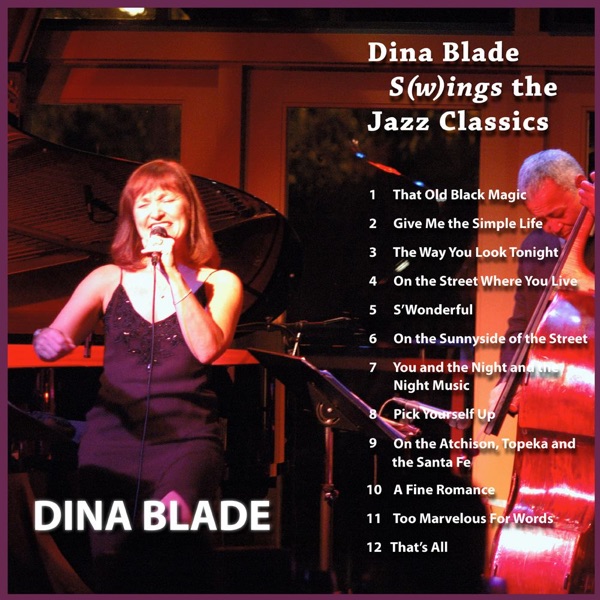 Dina Blade
S(w)ings the
Jazz Classics
1 That Old Black Magic
2 Give Me the Simple Life
3 The Way You Look Tonight
4 On the Street Where You Live
5 S'Wonderful
6 On the Sunnyside of the Street
7 You and the Night and the
Night Music
8 Pick Yourself Up
9 On the Atchison, Topeka and
the Santa Fe
10 A Fine Romance
11 Too Marvelous For Words
12 That's All
DINA BLADE